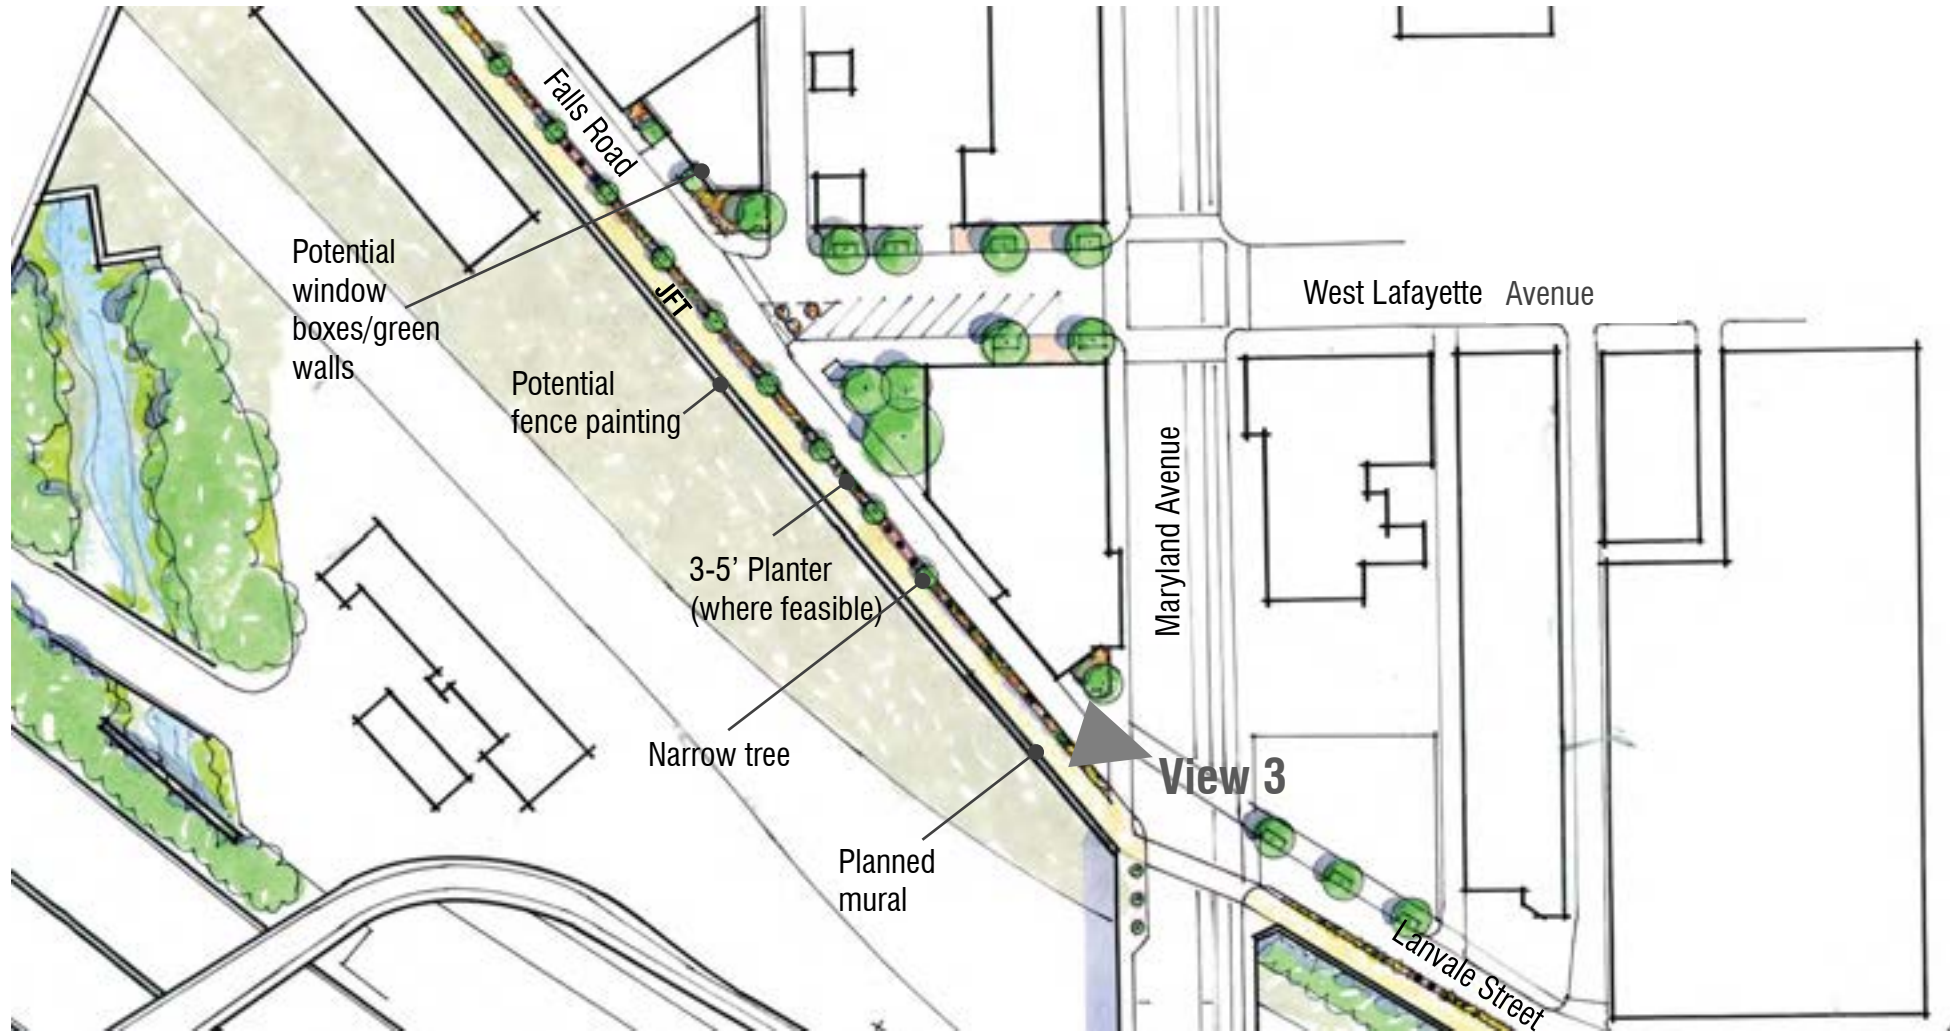 Falls Road
Potential
window
boxes/green
walls
JFT
West Lafayette Avenue
Potential
fence painting
Maryland Avenue
3-5’ Planter
(where feasible)
Narrow tree
View 3
Planned
mural
Lanvale Street